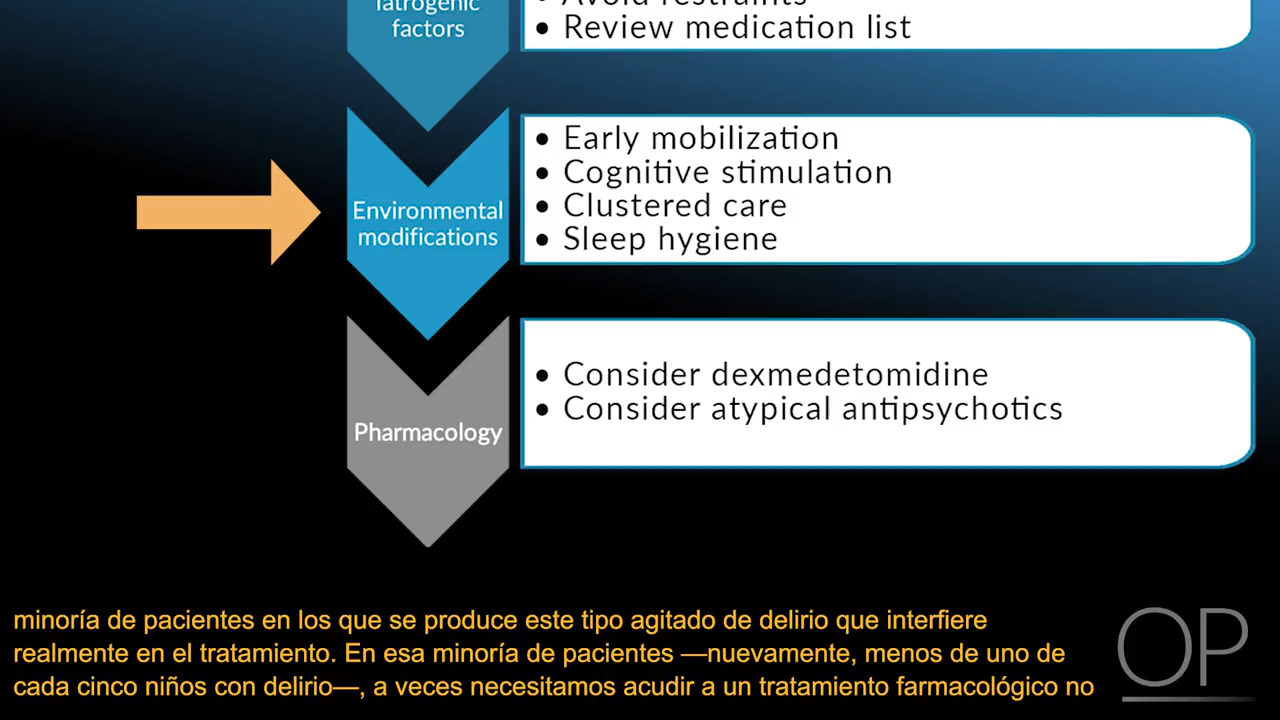 Iatrogenic
factors
• Avoid restraints
• Review medication list
Environmental
modifications
• Early mobilization
• Cognitive stimulation
• Clustered care
• Sleep hygiene
Pharmacology
• Consider dexmedetomidine
• Consider atypical antipsychotics
minoría de pacientes en los que se produce este tipo agitado de delirio que interfiere
realmente en el tratamiento. En esa minoría de pacientes —nuevamente, menos de uno de
cada cinco niños con delirio—, a veces necesitamos acudir a un tratamiento farmacológico no
OP